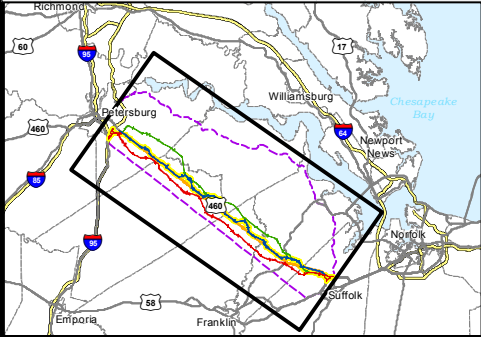 Richmond
60
95
17
Williamsburg
Chesapeake
Bay
460
Petersburg
64
Newport
News
85
460
95
Norfolk
58
Suffolk
Emporia
Franklin